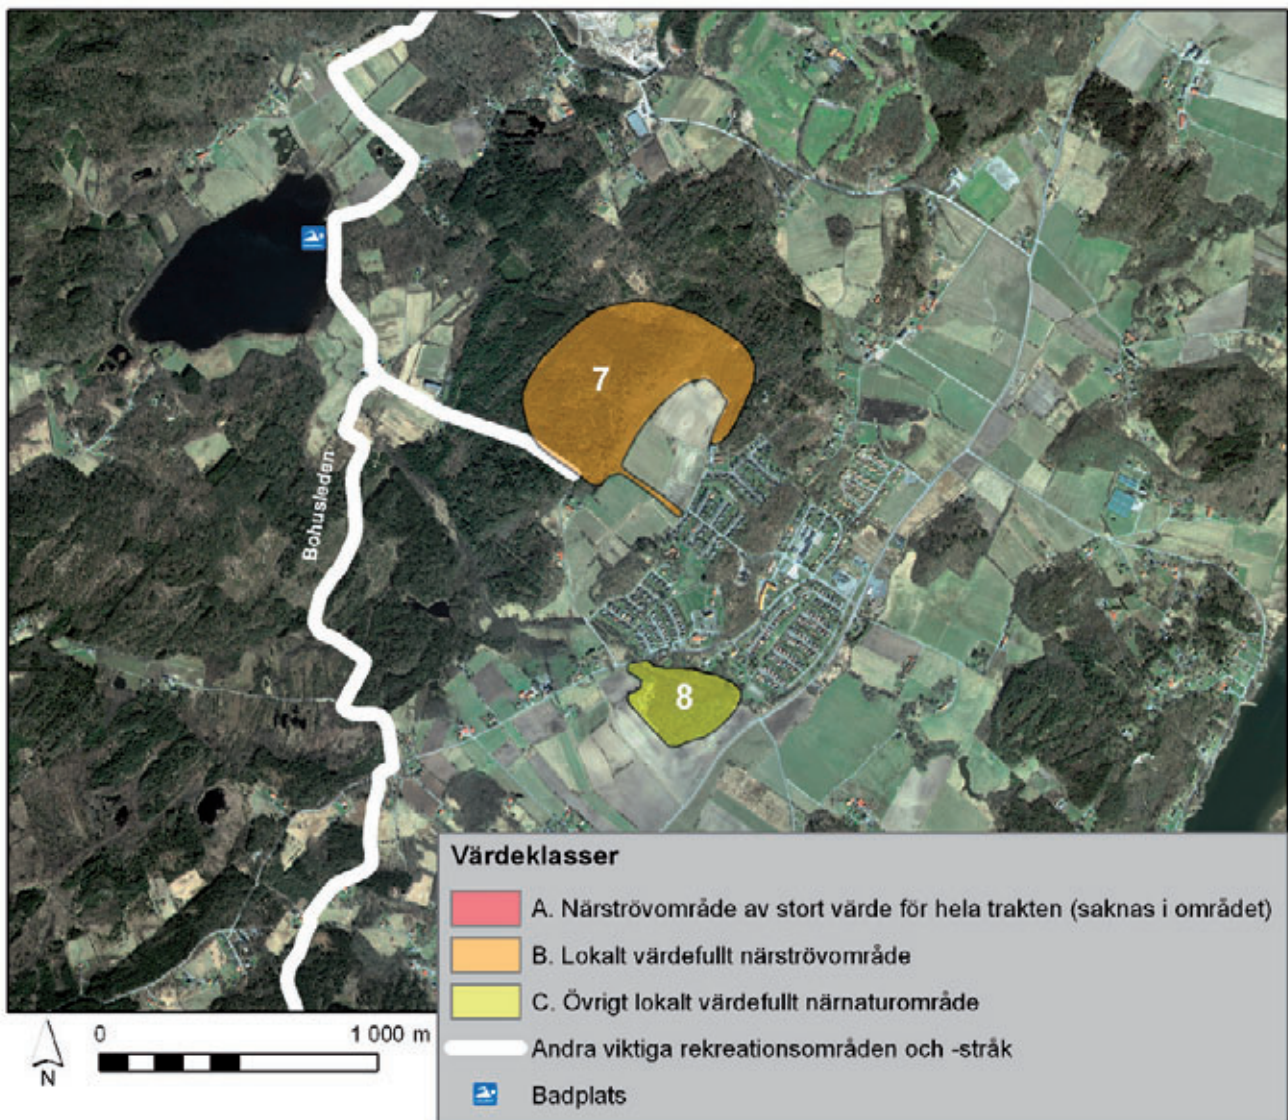 7
Bohusleden
8
Värdeklasser
A. Närströvområde av stort värde för hela trakten (saknas i området)
B. Lokalt värdefullt närströvområde
C. Övrigt lokalt värdefullt närnaturområde
Andra viktiga rekreationsområden och -stråk
Badplats
0 1 000 m
N